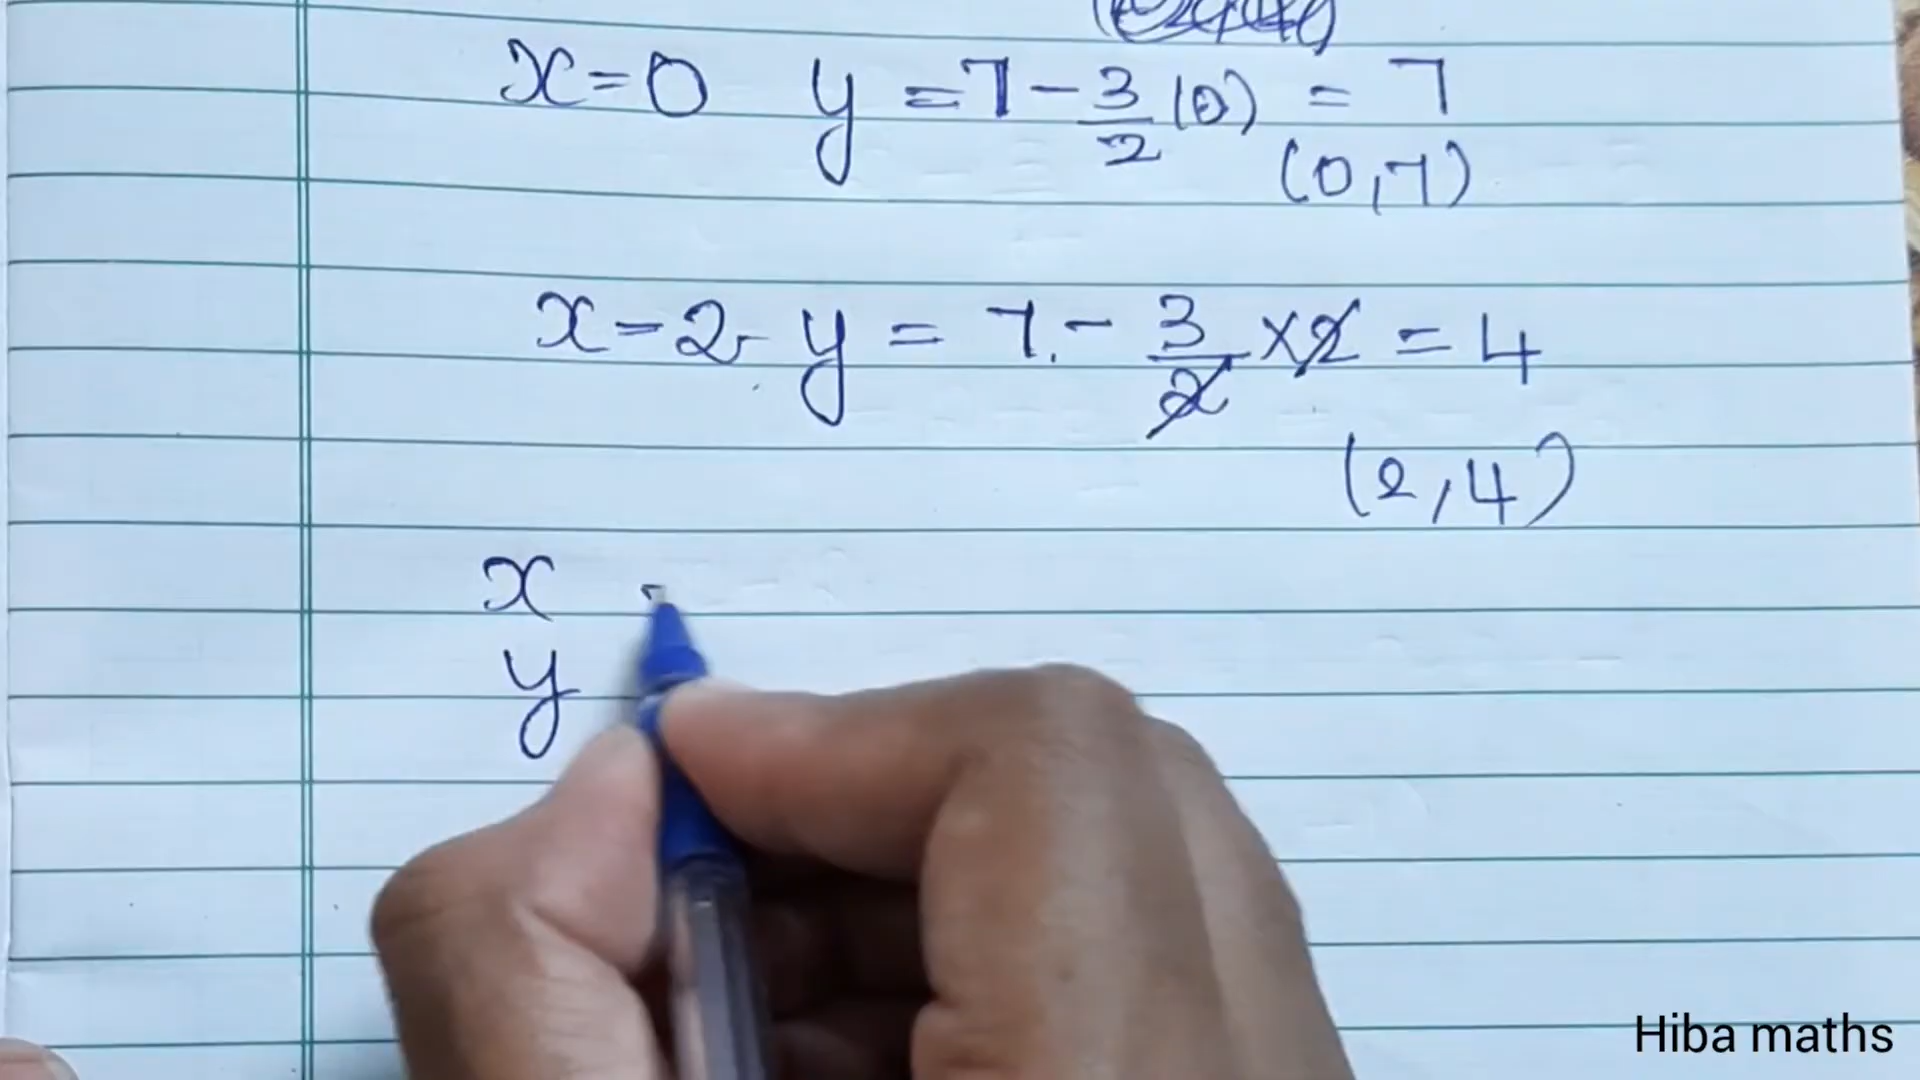 x=0 y = 7 - 3/2 (0) = 7
(0,7)
x=2 y = 7 - 3/2 × 2 = 4
(2,4)
x
y
Hiba maths